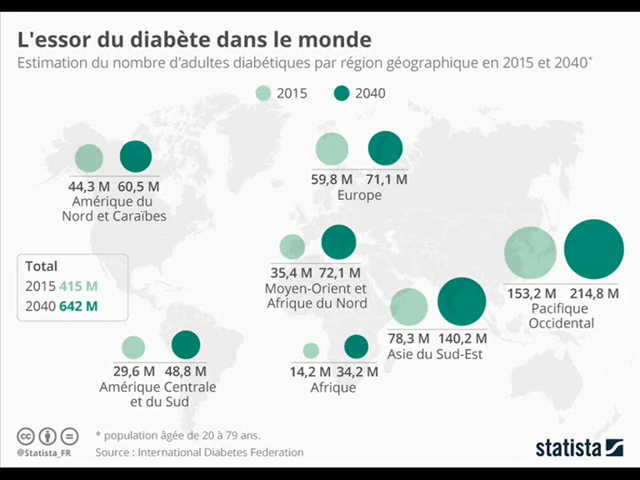 L'essor du diabète dans le monde
Estimation du nombre d'adultes diabétiques par région géographique en 2015 et 2040*
2015 2040
44,3 M 60,5 M
Amérique du
Nord et Caraïbes
59,8 M 71,1 M
Europe
35,4 M 72,1 M
Moyen-Orient et
Afrique du Nord
153,2 M 214,8 M
Pacifique
Occidental
Total
2015 415 M
2040 642 M
78,3 M 140,2 M
Asie du Sud-Est
29,6 M 48,8 M
Amérique Centrale
et du Sud
14,2 M 34,2 M
Afrique
@Statista_FR
* population âgée de 20 à 79 ans.
Source : International Diabetes Federation
statista